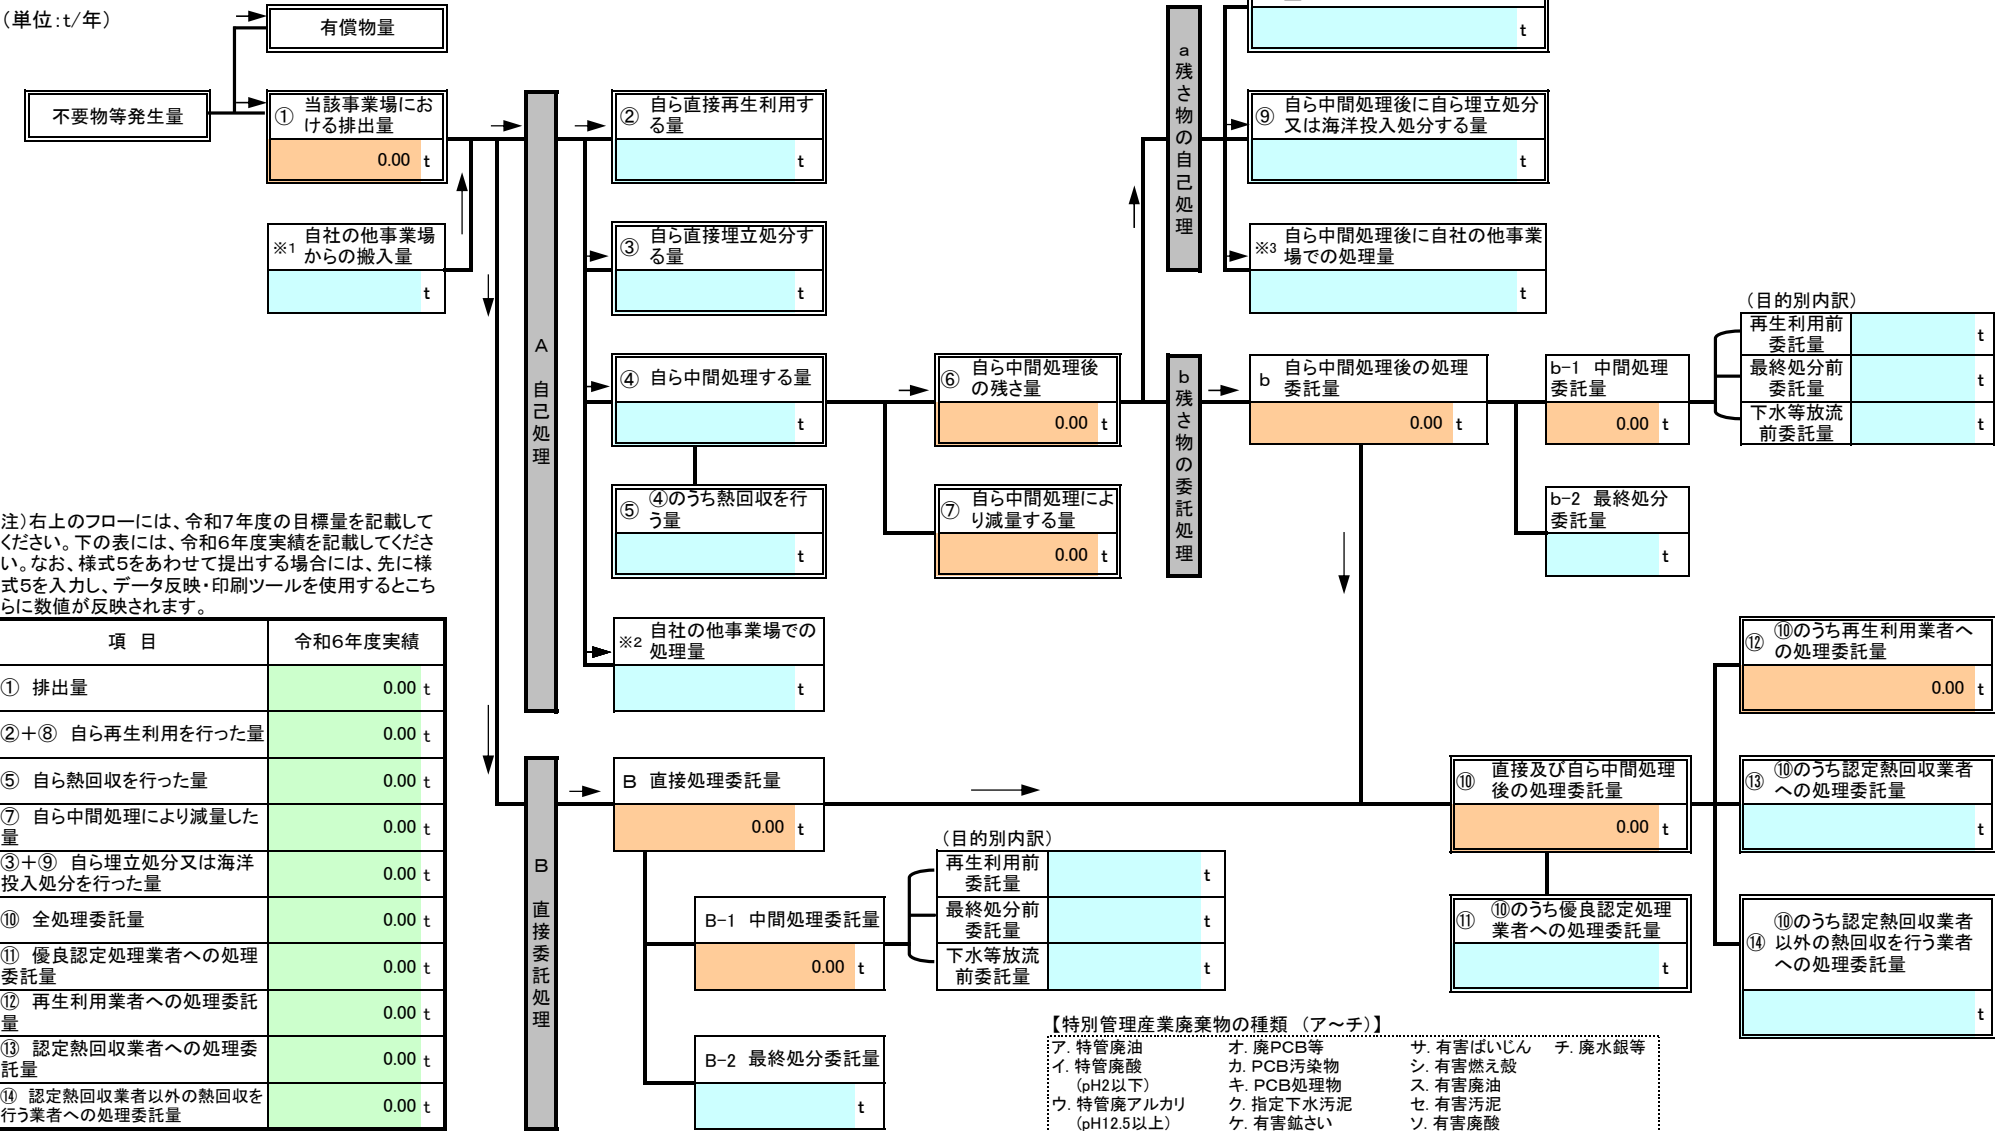 （単位：t/年）
有償物量
不要物等発生量
① 当該事業場にお
ける排出量
0.00 t
※1 自社の他事業場
からの搬入量
t
A 自己処理
② 自ら直接再生利用す
る量
t
③ 自ら直接埋立処分す
る量
t
④ 自ら中間処理する量
t
⑤ ④のうち熱回収を行
う量
t
※2 自社の他事業場での
処理量
t
⑥ 自ら中間処理後
の残さ量
0.00 t
⑦ 自ら中間処理によ
り減量する量
0.00 t
a 残さ物の自己処理
t
⑨ 自ら中間処理後に自ら埋立処分
又は海洋投入処分する量
t
※3 自ら中間処理後に自社の他事業
場での処理量
t
b 残さ物の委託処理
b 自ら中間処理後の処理
委託量
0.00 t
b-1 中間処理
委託量
0.00 t
b-2 最終処分
委託量
t
（目的別内訳）
再生利用前
委託量
t
最終処分前
委託量
t
下水等放流
前委託量
t
注）右上のフローには、令和７年度の目標量を記載して
ください。下の表には、令和６年度実績を記載してくださ
い。なお、様式５をあわせて提出する場合には、先に様
式５を入力し、データ反映・印刷ツールを使用するとこち
らに数値が反映されます。
項 目 令和６年度実績
① 排出量 0.00 t
②＋⑧ 自ら再生利用を行った量 0.00 t
⑤ 自ら熱回収を行った量 0.00 t
⑦ 自ら中間処理により減量した
量 0.00 t
③＋⑨ 自ら埋立処分又は海洋
投入処分を行った量 0.00 t
⑩ 全処理委託量 0.00 t
⑪ 優良認定処理業者への処理
委託量 0.00 t
⑫ 再生利用業者への処理委託
量 0.00 t
⑬ 認定熱回収業者への処理委
託量 0.00 t
⑭ 認定熱回収業者以外の熱回収を
行う業者への処理委託量 0.00 t
B 直接委託処理
B 直接処理委託量
0.00 t
B-1 中間処理委託量
0.00 t
B-2 最終処分委託量
t
（目的別内訳）
再生利用前
委託量
t
最終処分前
委託量
t
下水等放流
前委託量
t
⑩ 直接及び自ら中間処理
後の処理委託量
0.00 t
⑪ ⑩のうち優良認定処理
業者への処理委託量
t
⑫ ⑩のうち再生利用業者へ
の処理委託量
0.00 t
⑬ ⑩のうち認定熱回収業者
への処理委託量
t
⑭ ⑩のうち認定熱回収業者
以外の熱回収を行う業者
への処理委託量
t
【特別管理産業廃棄物の種類 （ア～チ）】
ア. 特管廃油 オ. 廃PCB等 サ. 有害ばいじん チ. 廃水銀等
イ. 特管廃酸 カ. PCB汚染物 シ. 有害燃え殻
（pH2以下） キ. PCB処理物 ス. 有害廃油
ウ. 特管廃アルカリ ク. 指定下水汚泥 セ. 有害汚泥
（pH12.5以上） ケ. 有害鉱さい ソ. 有害廃酸